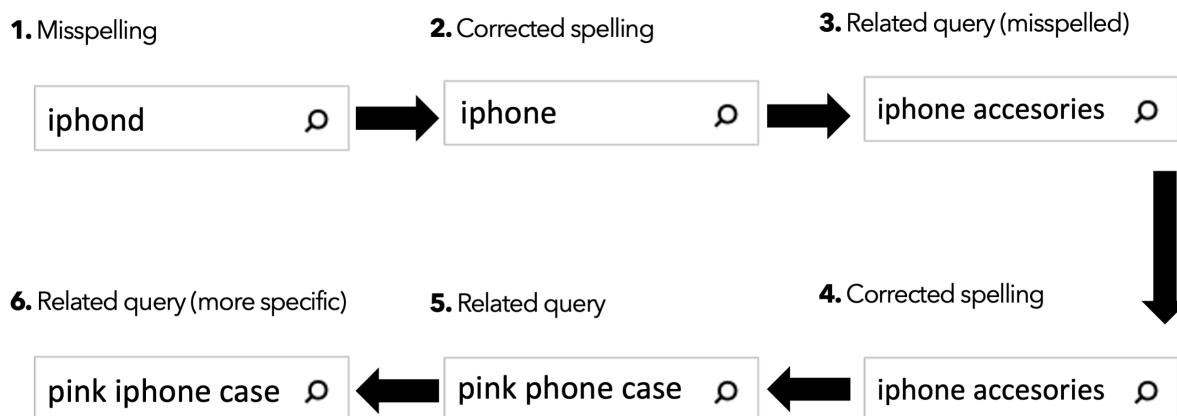 1. Misspelling
iphond
2. Corrected spelling
iphone
3. Related query (misspelled)
iphone accesories
4. Corrected spelling
iphone accesories
5. Related query
pink phone case
6. Related query (more specific)
pink iphone case